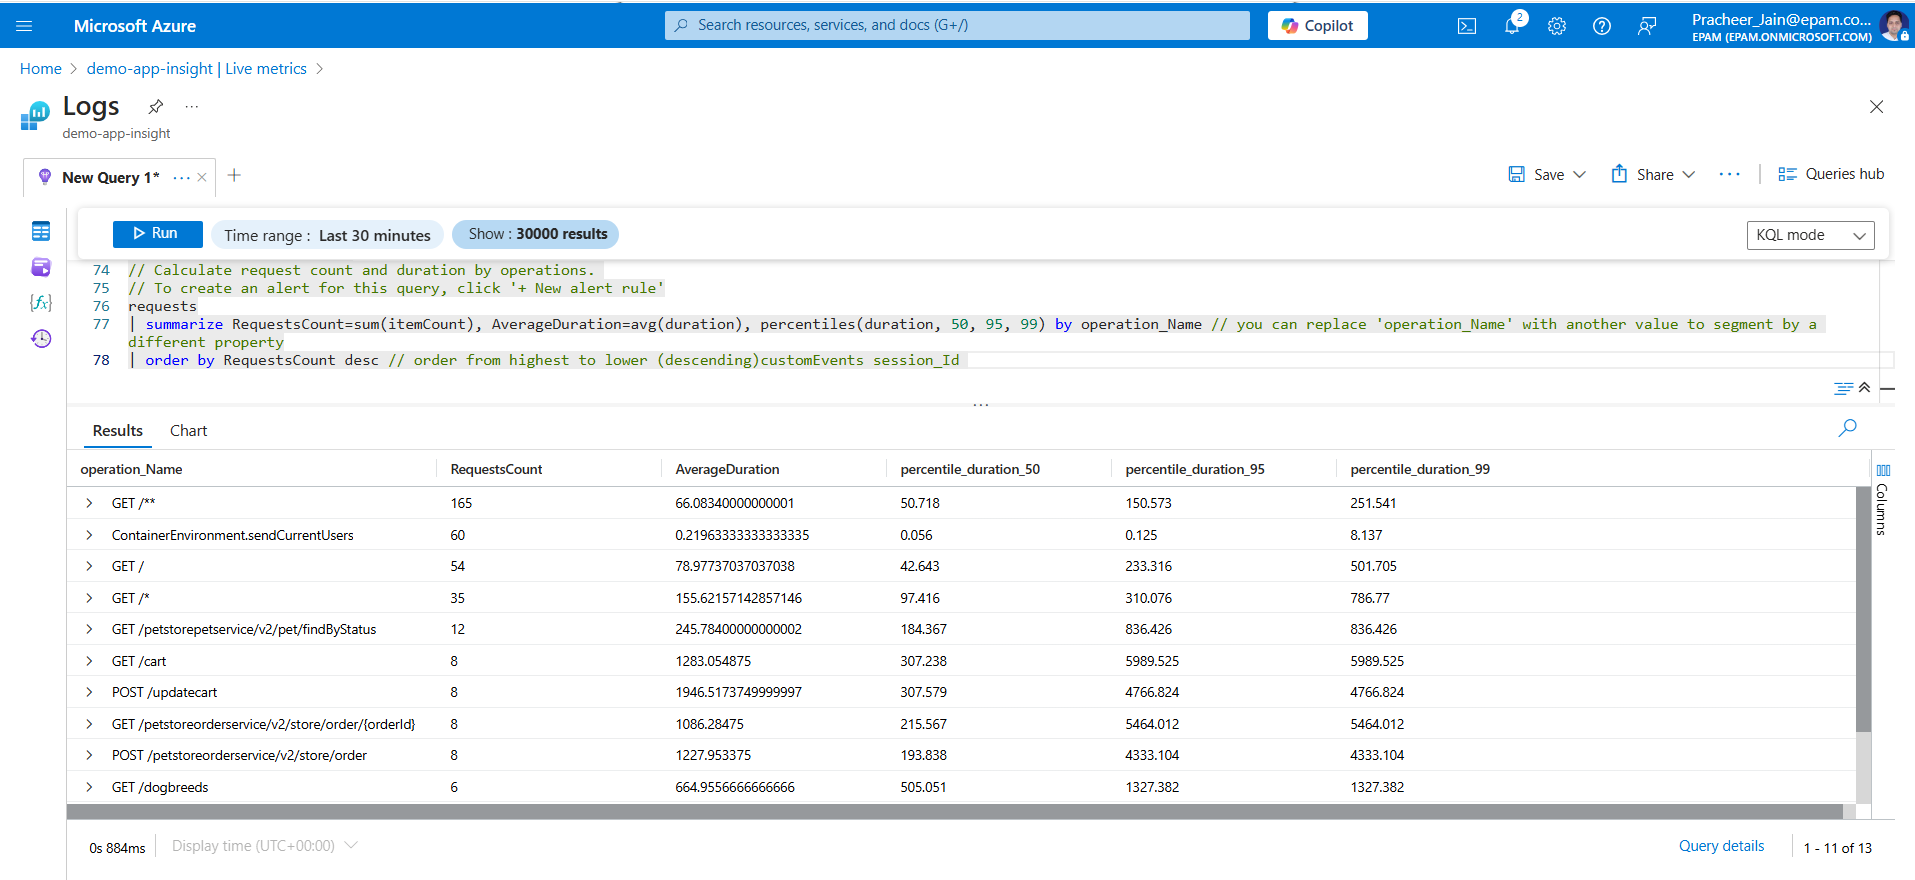 Microsoft Azure
Search resources, services, and docs (G+/)
Copilot
2
Pracheer_Jain@epam.co...
EPAM (EPAM.ONMICROSOFT.COM)
Home > demo-app-insight | Live metrics >
Logs ...
demo-app-insight
New Query 1* ... × +
Save
Share
...
Queries hub
Run
Time range : Last 30 minutes
Show : 30000 results
KQL mode
{fx}
74 // Calculate request count and duration by operations.
75 // To create an alert for this query, click '+ New alert rule'
76 requests
77 | summarize RequestsCount=sum(itemCount), AverageDuration=avg(duration), percentiles(duration, 50, 95, 99) by operation_Name // you can replace 'operation_Name' with another value to segment by a
different property
78 | order by RequestsCount desc // order from highest to lower (descending)customEvents session_Id
...
Results Chart
operation_Name RequestsCount AverageDuration percentile_duration_50 percentile_duration_95 percentile_duration_99
Columns
> GET /** 165 66.08340000000001 50.718 150.573 251.541
> ContainerEnvironment.sendCurrentUsers 60 0.21963333333333335 0.056 0.125 8.137
> GET / 54 78.97737037037038 42.643 233.316 501.705
> GET /* 35 155.62157142857146 97.416 310.076 786.77
> GET /petstorepetservice/v2/pet/findByStatus 12 245.78400000000002 184.367 836.426 836.426
> GET /cart 8 1283.054875 307.238 5989.525 5989.525
> POST /updatecart 8 1946.5173749999997 307.579 4766.824 4766.824
> GET /petstoreorderservice/v2/store/order/{orderId} 8 1086.28475 215.567 5464.012 5464.012
> POST /petstoreorderservice/v2/store/order 8 1227.953375 193.838 4333.104 4333.104
> GET /dogbreeds 6 664.9556666666666 505.051 1327.382 1327.382
0s 884ms
Display time (UTC+00:00)
Query details
1 - 11 of 13